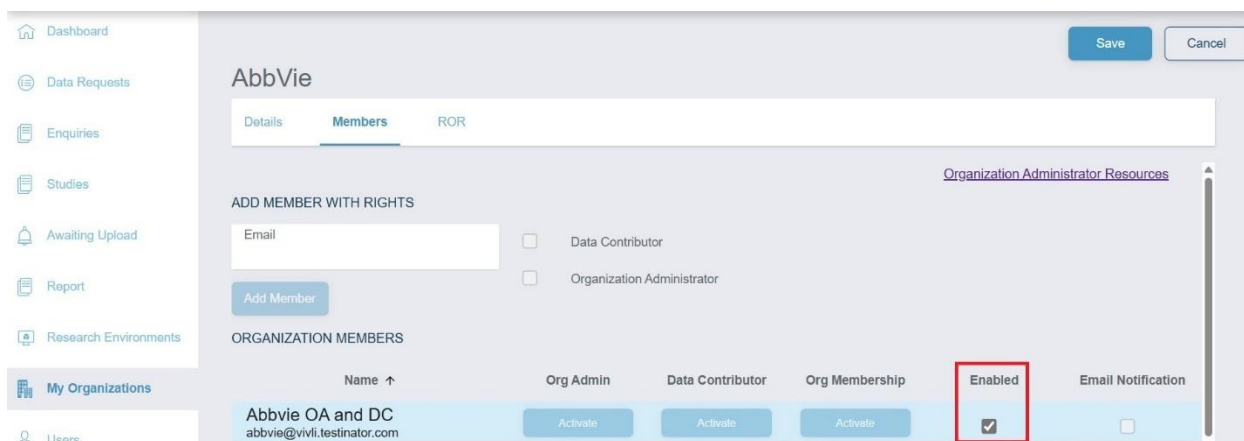 Dashboard
Data Requests
Enquiries
Studies
Awaiting Upload
Report
Research Environments
My Organizations
Users
Save
Cancel
AbbVie
Details Members ROR
Organization Administrator Resources
ADD MEMBER WITH RIGHTS
Email
Data Contributor
Organization Administrator
Add Member
ORGANIZATION MEMBERS
Name ↑ Org Admin Data Contributor Org Membership Enabled Email Notification
Abbvie OA and DC Activate Activate Activate
abbvie@vivli.testinator.com